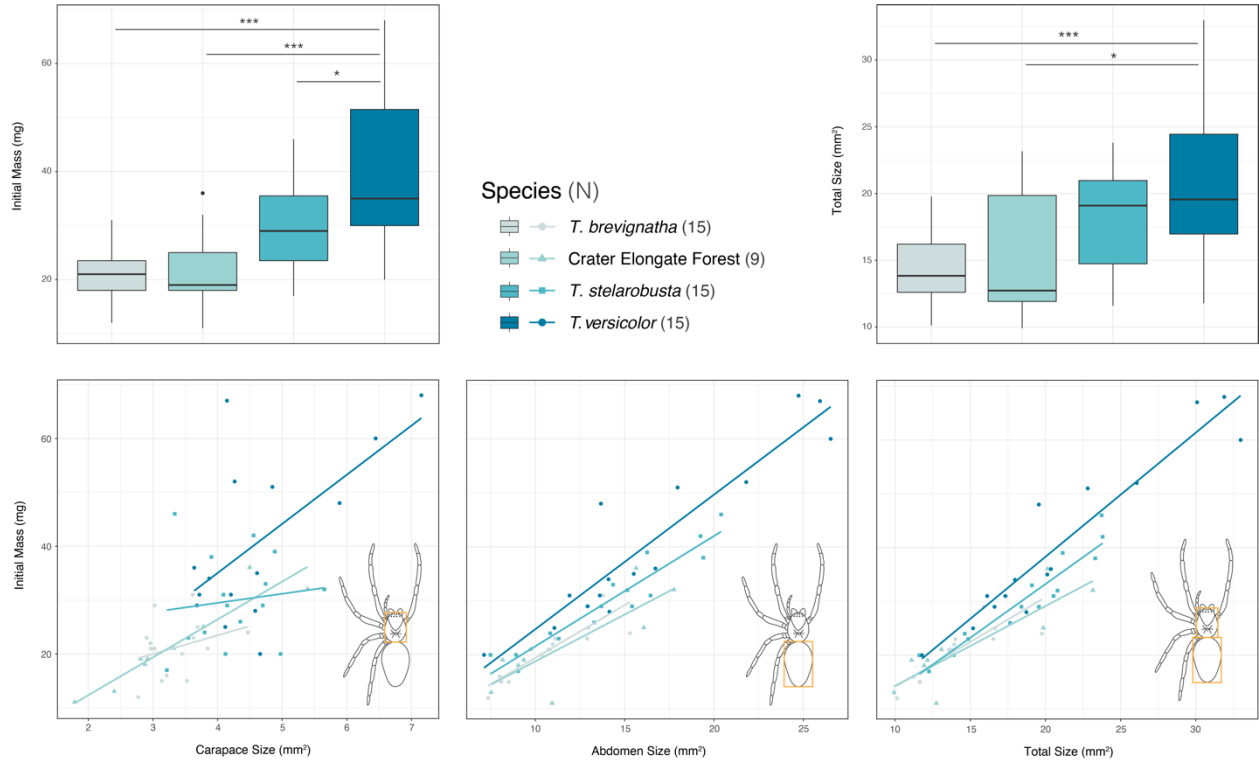 ***
***
*
60
40
20
Initial Mass (mg)
Species (N)
T. brevignatha (15)
Crater Elongate Forest (9)
T. stelarobusta (15)
T. versicolor (15)
***
*
30
25
20
15
10
Total Size (mm²)
60
40
20
Initial Mass (mg)
2 3 4 5 6 7
Carapace Size (mm²)
10 15 20 25
Abdomen Size (mm²)
10 15 20 25 30
Total Size (mm²)